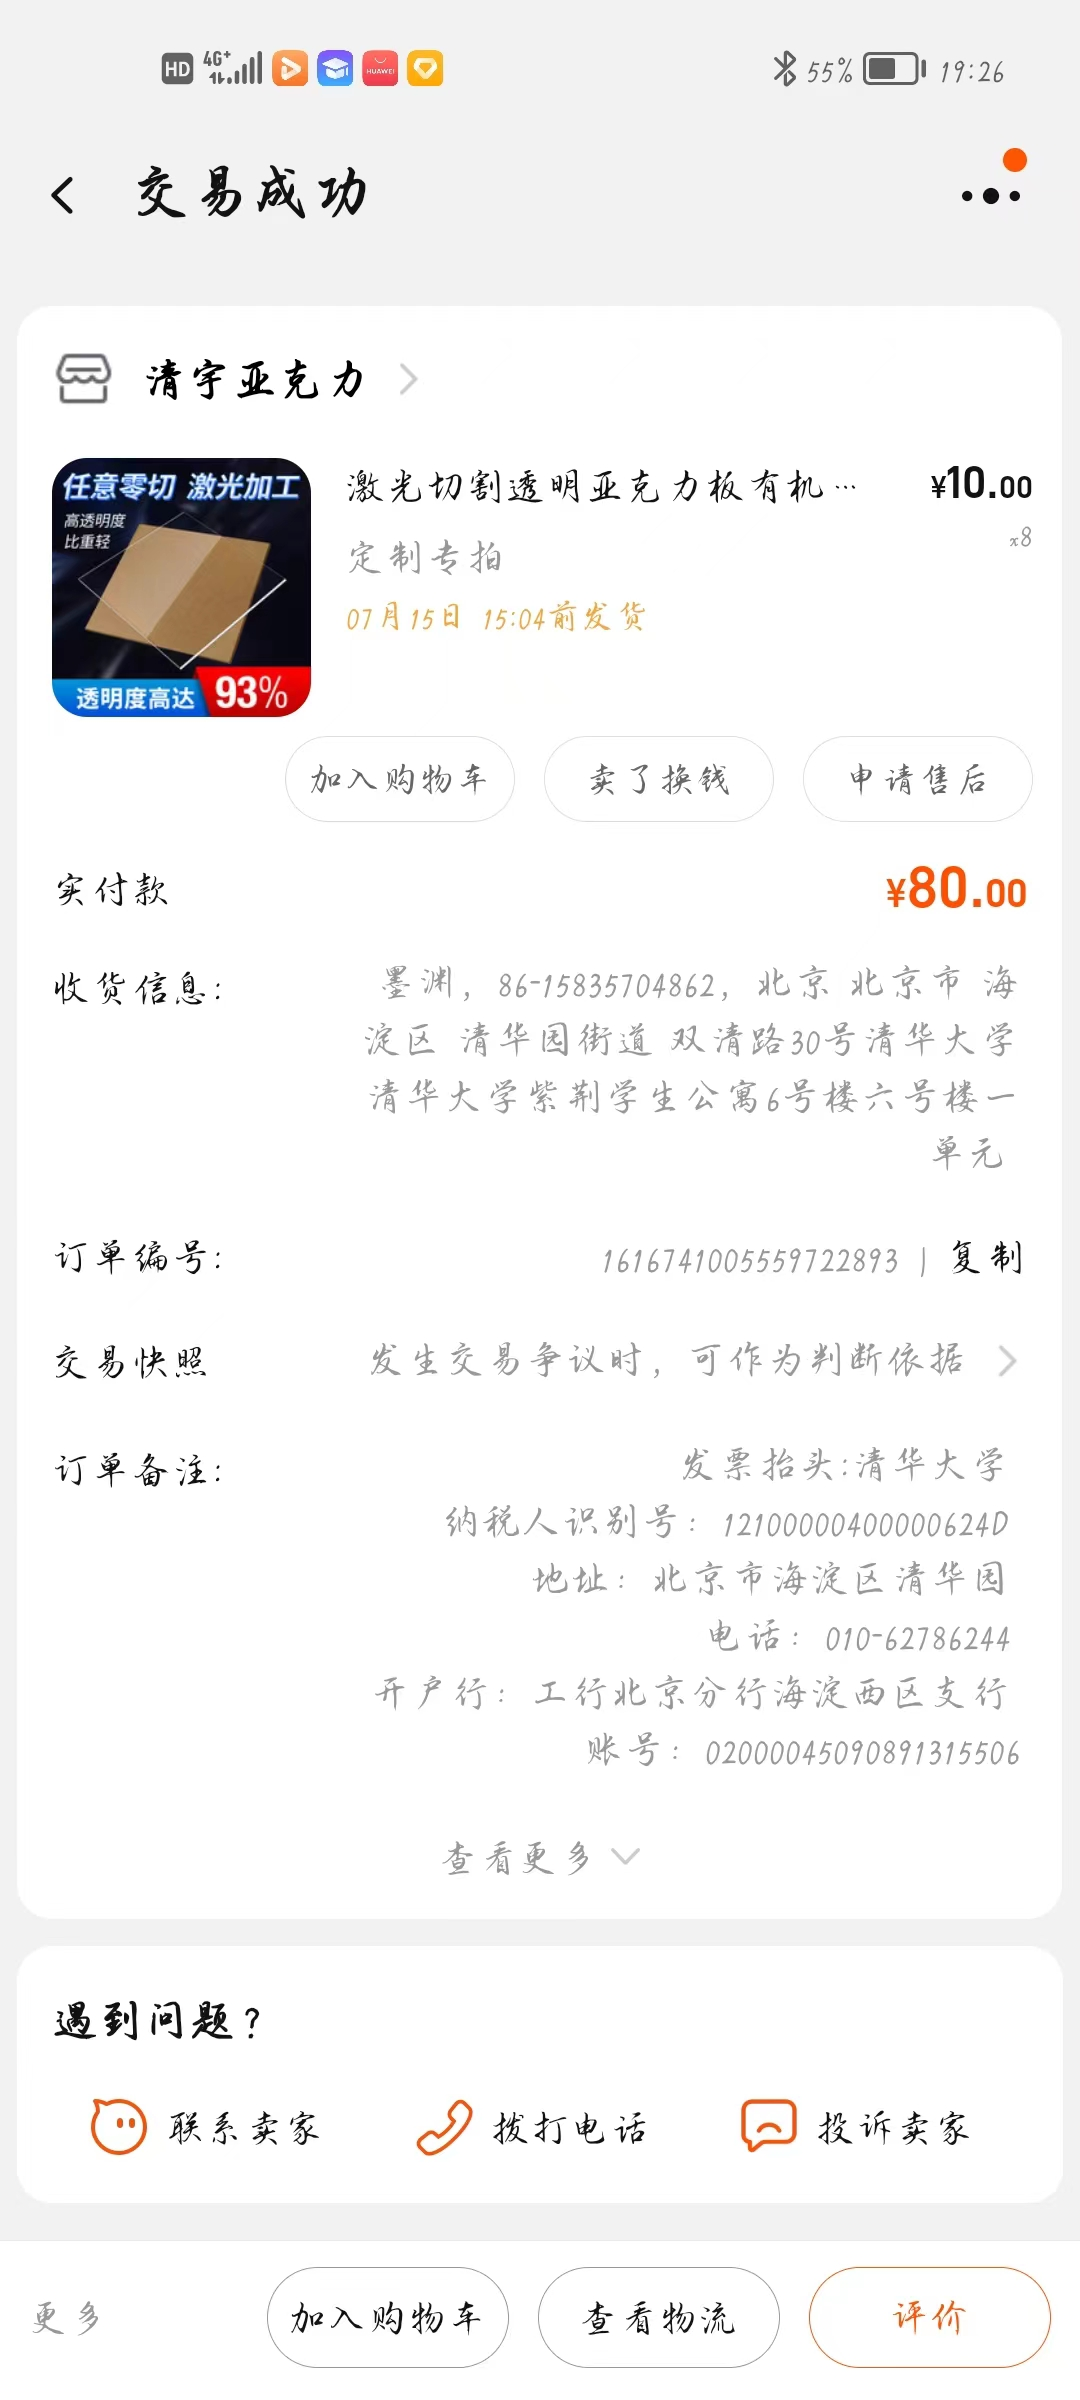 HD 4G+ HUAWEI 55% 19:26
交易成功
清宇亚克力
任意零切 激光加工
高透明度
比重轻
透明度高达 93%
激光切割透明亚克力板有机… ¥10.00
定制专拍 x8
07月15日 15:04前发货
加入购物车 卖了换钱 申请售后
实付款 ¥80.00
收货信息: 墨渊，86-15835704862，北京 北京市 海
淀区 清华园街道 双清路30号清华大学
清华大学紫荆学生公寓6号楼六号楼一
单元
订单编号: 1616741005559722893 | 复制
交易快照 发生交易争议时，可作为判断依据
订单备注: 发票抬头:清华大学
纳税人识别号：12100000400000624D
地址：北京市海淀区清华园
电话：010-62786244
开户行：工行北京分行海淀西区支行
账号：02000045090891315506
查看更多
遇到问题？
联系卖家 拨打电话 投诉卖家
更多 加入购物车 查看物流 评价